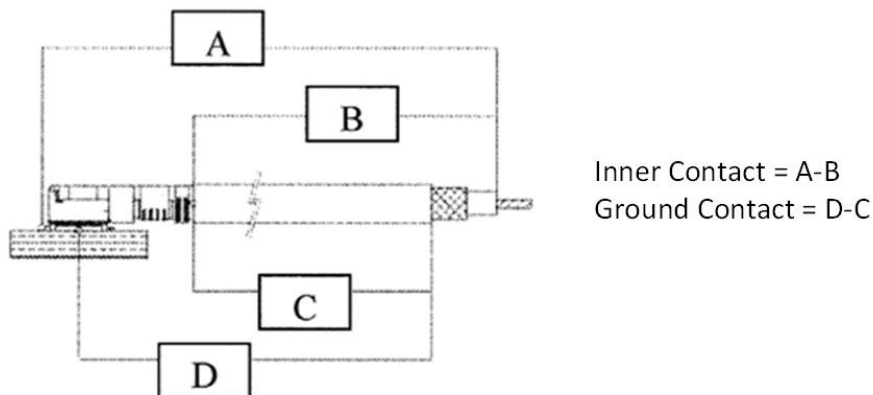 A
B
Inner Contact = A-B
Ground Contact = D-C
C
D